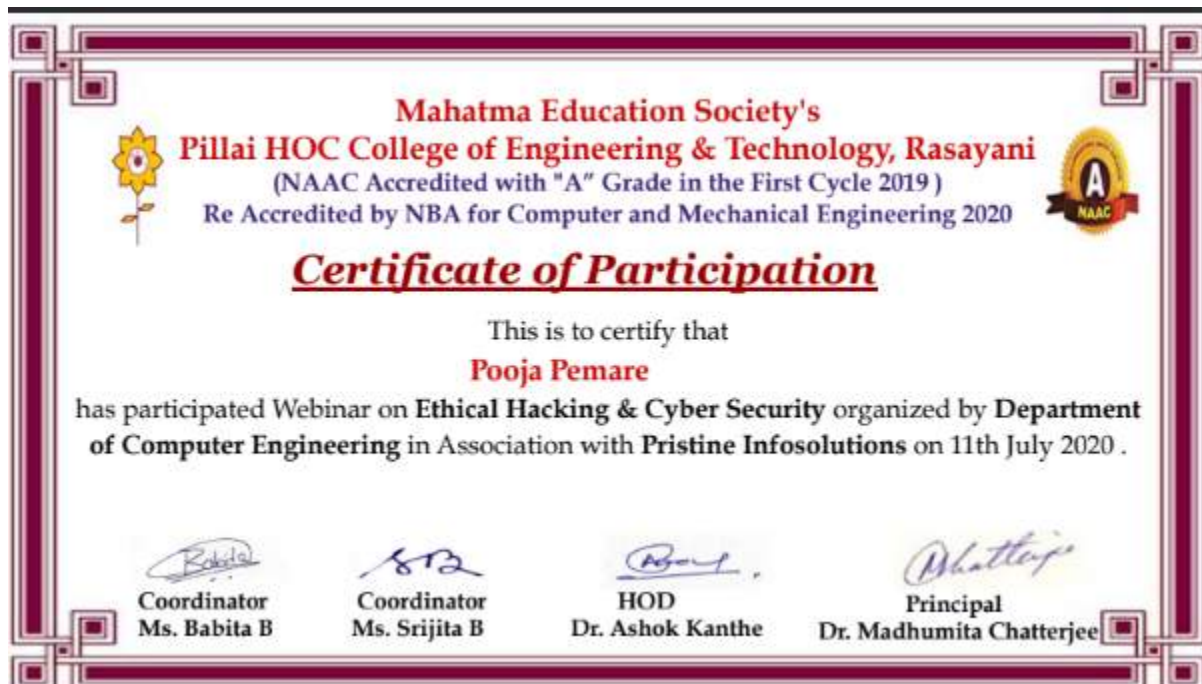 Mahatma Education Society's
Pillai HOC College of Engineering & Technology, Rasayani
(NAAC Accredited with "A" Grade in the First Cycle 2019 )
Re Accredited by NBA for Computer and Mechanical Engineering 2020
A
NAAC
Certificate of Participation
This is to certify that
Pooja Pemare
has participated Webinar on Ethical Hacking & Cyber Security organized by Department
of Computer Engineering in Association with Pristine Infosolutions on 11th July 2020 .
Babita
Coordinator
Ms. Babita B
SB
Coordinator
Ms. Srijita B
HOD
Dr. Ashok Kanthe
Principal
Dr. Madhumita Chatterjee